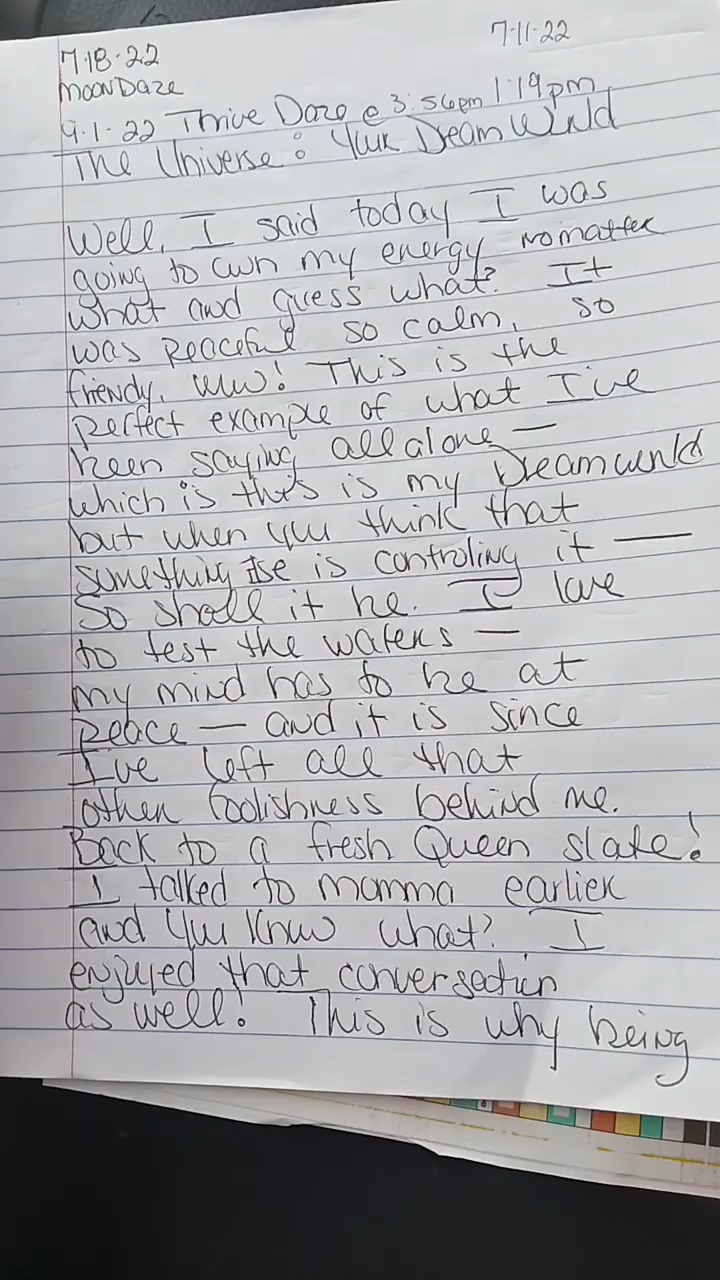 7·11·22
7·18·22
MoonDaze
9·1·22 Thrive Daze @ 3:56pm 1:19pm
The Universe: Your Dream World
Well, I said today I was
going to own my energy no matter
what and guess what? It
was peaceful so calm, so
friendly, wow! This is the
perfect example of what I've
been saying all alone —
which is this is my Dreamworld
but when you think that
something else is controling it —
So shall it be. I love
to test the waters —
my mind has to be at
peace — and it is since
I've left all that
other foolishness behind me.
Back to a fresh Queen slate!
I talked to momma earlier
and you know what? I
enjoyed that conversation
as well! This is why being